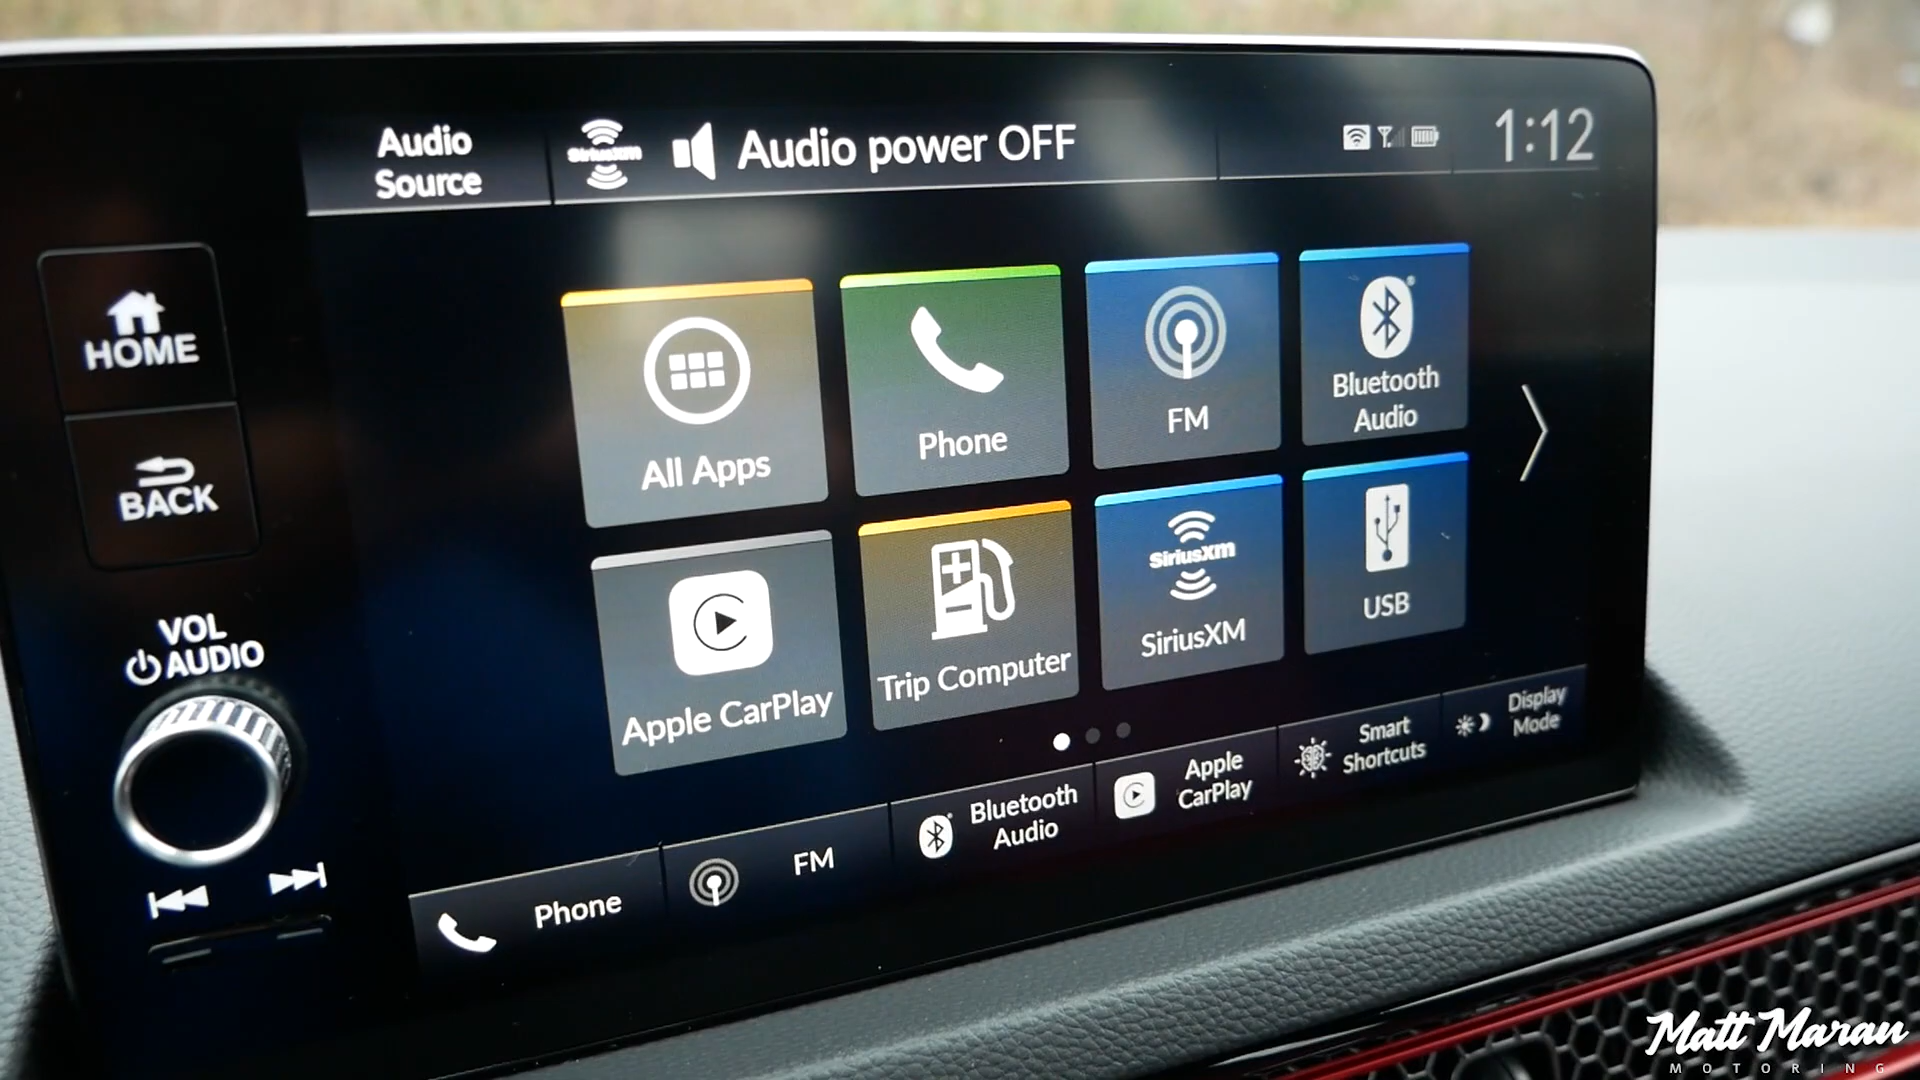 Audio
Source
SiriusXM
Audio power OFF
1:12
HOME
BACK
VOL
AUDIO
All Apps
Phone
FM
Bluetooth
Audio
Apple CarPlay
Trip Computer
SiriusXM
SiriusXM
USB
Phone
FM
Bluetooth
Audio
Apple
CarPlay
Smart
Shortcuts
Display
Mode
Matt Maran
MOTORING